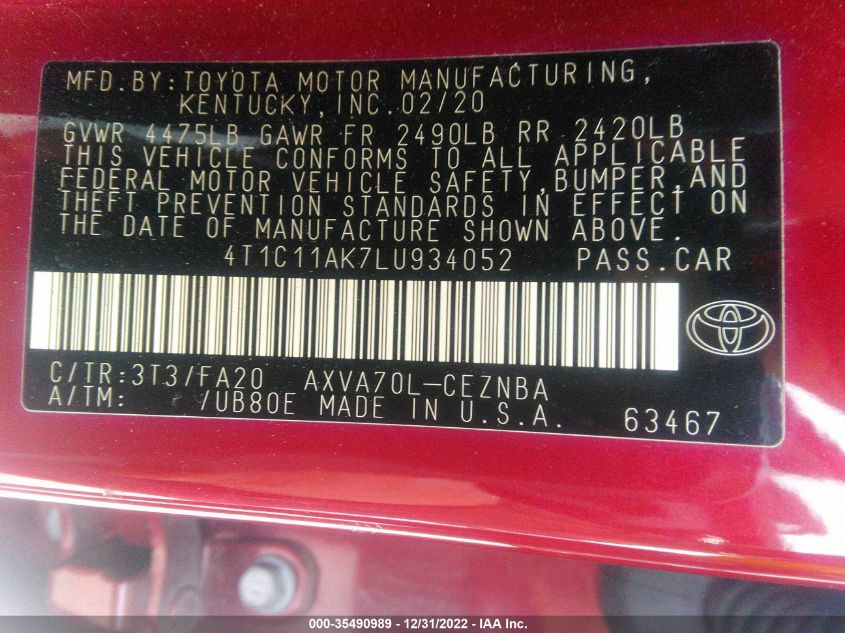 MFD. BY: TOYOTA MOTOR MANUFACTURING,
KENTUCKY, INC. 02/20
GVWR 4475LB GAWR FR 2490LB RR 2420LB
THIS VEHICLE CONFORMS TO ALL APPLICABLE
FEDERAL MOTOR VEHICLE SAFETY, BUMPER, AND
THEFT PREVENTION STANDARDS IN EFFECT ON
THE DATE OF MANUFACTURE SHOWN ABOVE.
4T1C11AK7LU934052 PASS. CAR
C/TR: 3T3/FA20 AXVA70L-CEZNBA
A/TM: /UB80E MADE IN U.S.A. 63467
000-35490989 - 12/31/2022 - IAA Inc.